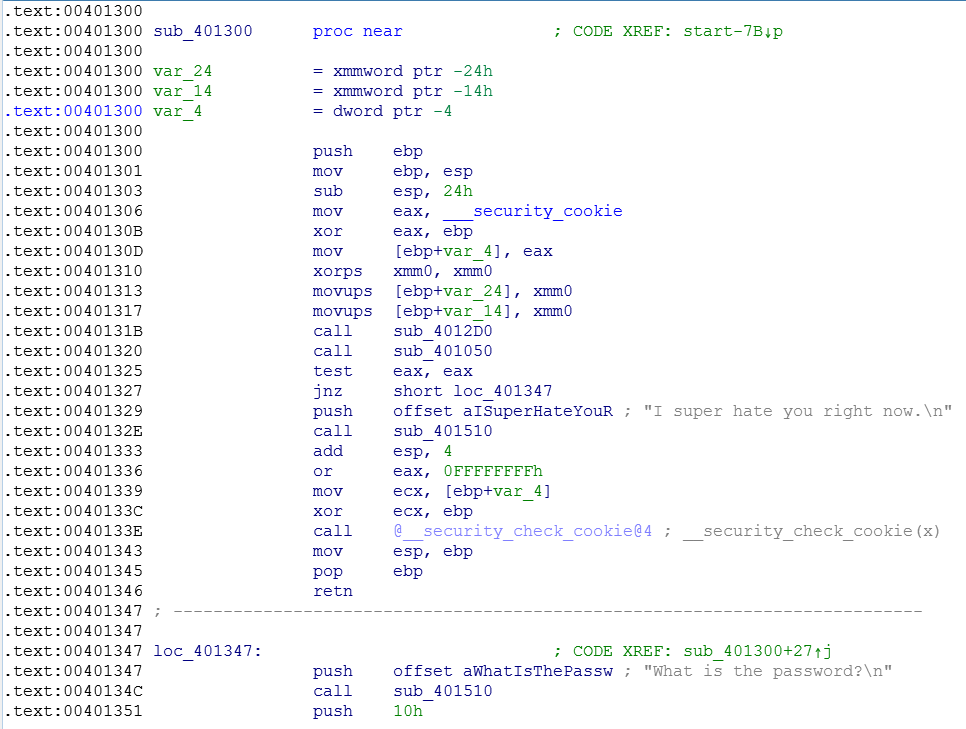 .text:00401300
.text:00401300 sub_401300      proc near               ; CODE XREF: start-7B↓p
.text:00401300
.text:00401300 var_24          = xmmword ptr -24h
.text:00401300 var_14          = xmmword ptr -14h
.text:00401300 var_4           = dword ptr -4
.text:00401300
.text:00401300                 push    ebp
.text:00401301                 mov     ebp, esp
.text:00401303                 sub     esp, 24h
.text:00401306                 mov     eax, ___security_cookie
.text:0040130B                 xor     eax, ebp
.text:0040130D                 mov     [ebp+var_4], eax
.text:00401310                 xorps   xmm0, xmm0
.text:00401313                 movups  [ebp+var_24], xmm0
.text:00401317                 movups  [ebp+var_14], xmm0
.text:0040131B                 call    sub_4012D0
.text:00401320                 call    sub_401050
.text:00401325                 test    eax, eax
.text:00401327                 jnz     short loc_401347
.text:00401329                 push    offset aISuperHateYouR ; "I super hate you right now.\n"
.text:0040132E                 call    sub_401510
.text:00401333                 add     esp, 4
.text:00401336                 or      eax, 0FFFFFFFFh
.text:00401339                 mov     ecx, [ebp+var_4]
.text:0040133C                 xor     ecx, ebp
.text:0040133E                 call    @__security_check_cookie@4 ; __security_check_cookie(x)
.text:00401343                 mov     esp, ebp
.text:00401345                 pop     ebp
.text:00401346                 retn
.text:00401347 ; ---------------------------------------------------------------------------
.text:00401347
.text:00401347 loc_401347:                             ; CODE XREF: sub_401300+27↑j
.text:00401347                 push    offset aWhatIsThePassw ; "What is the password?\n"
.text:0040134C                 call    sub_401510
.text:00401351                 push    10h